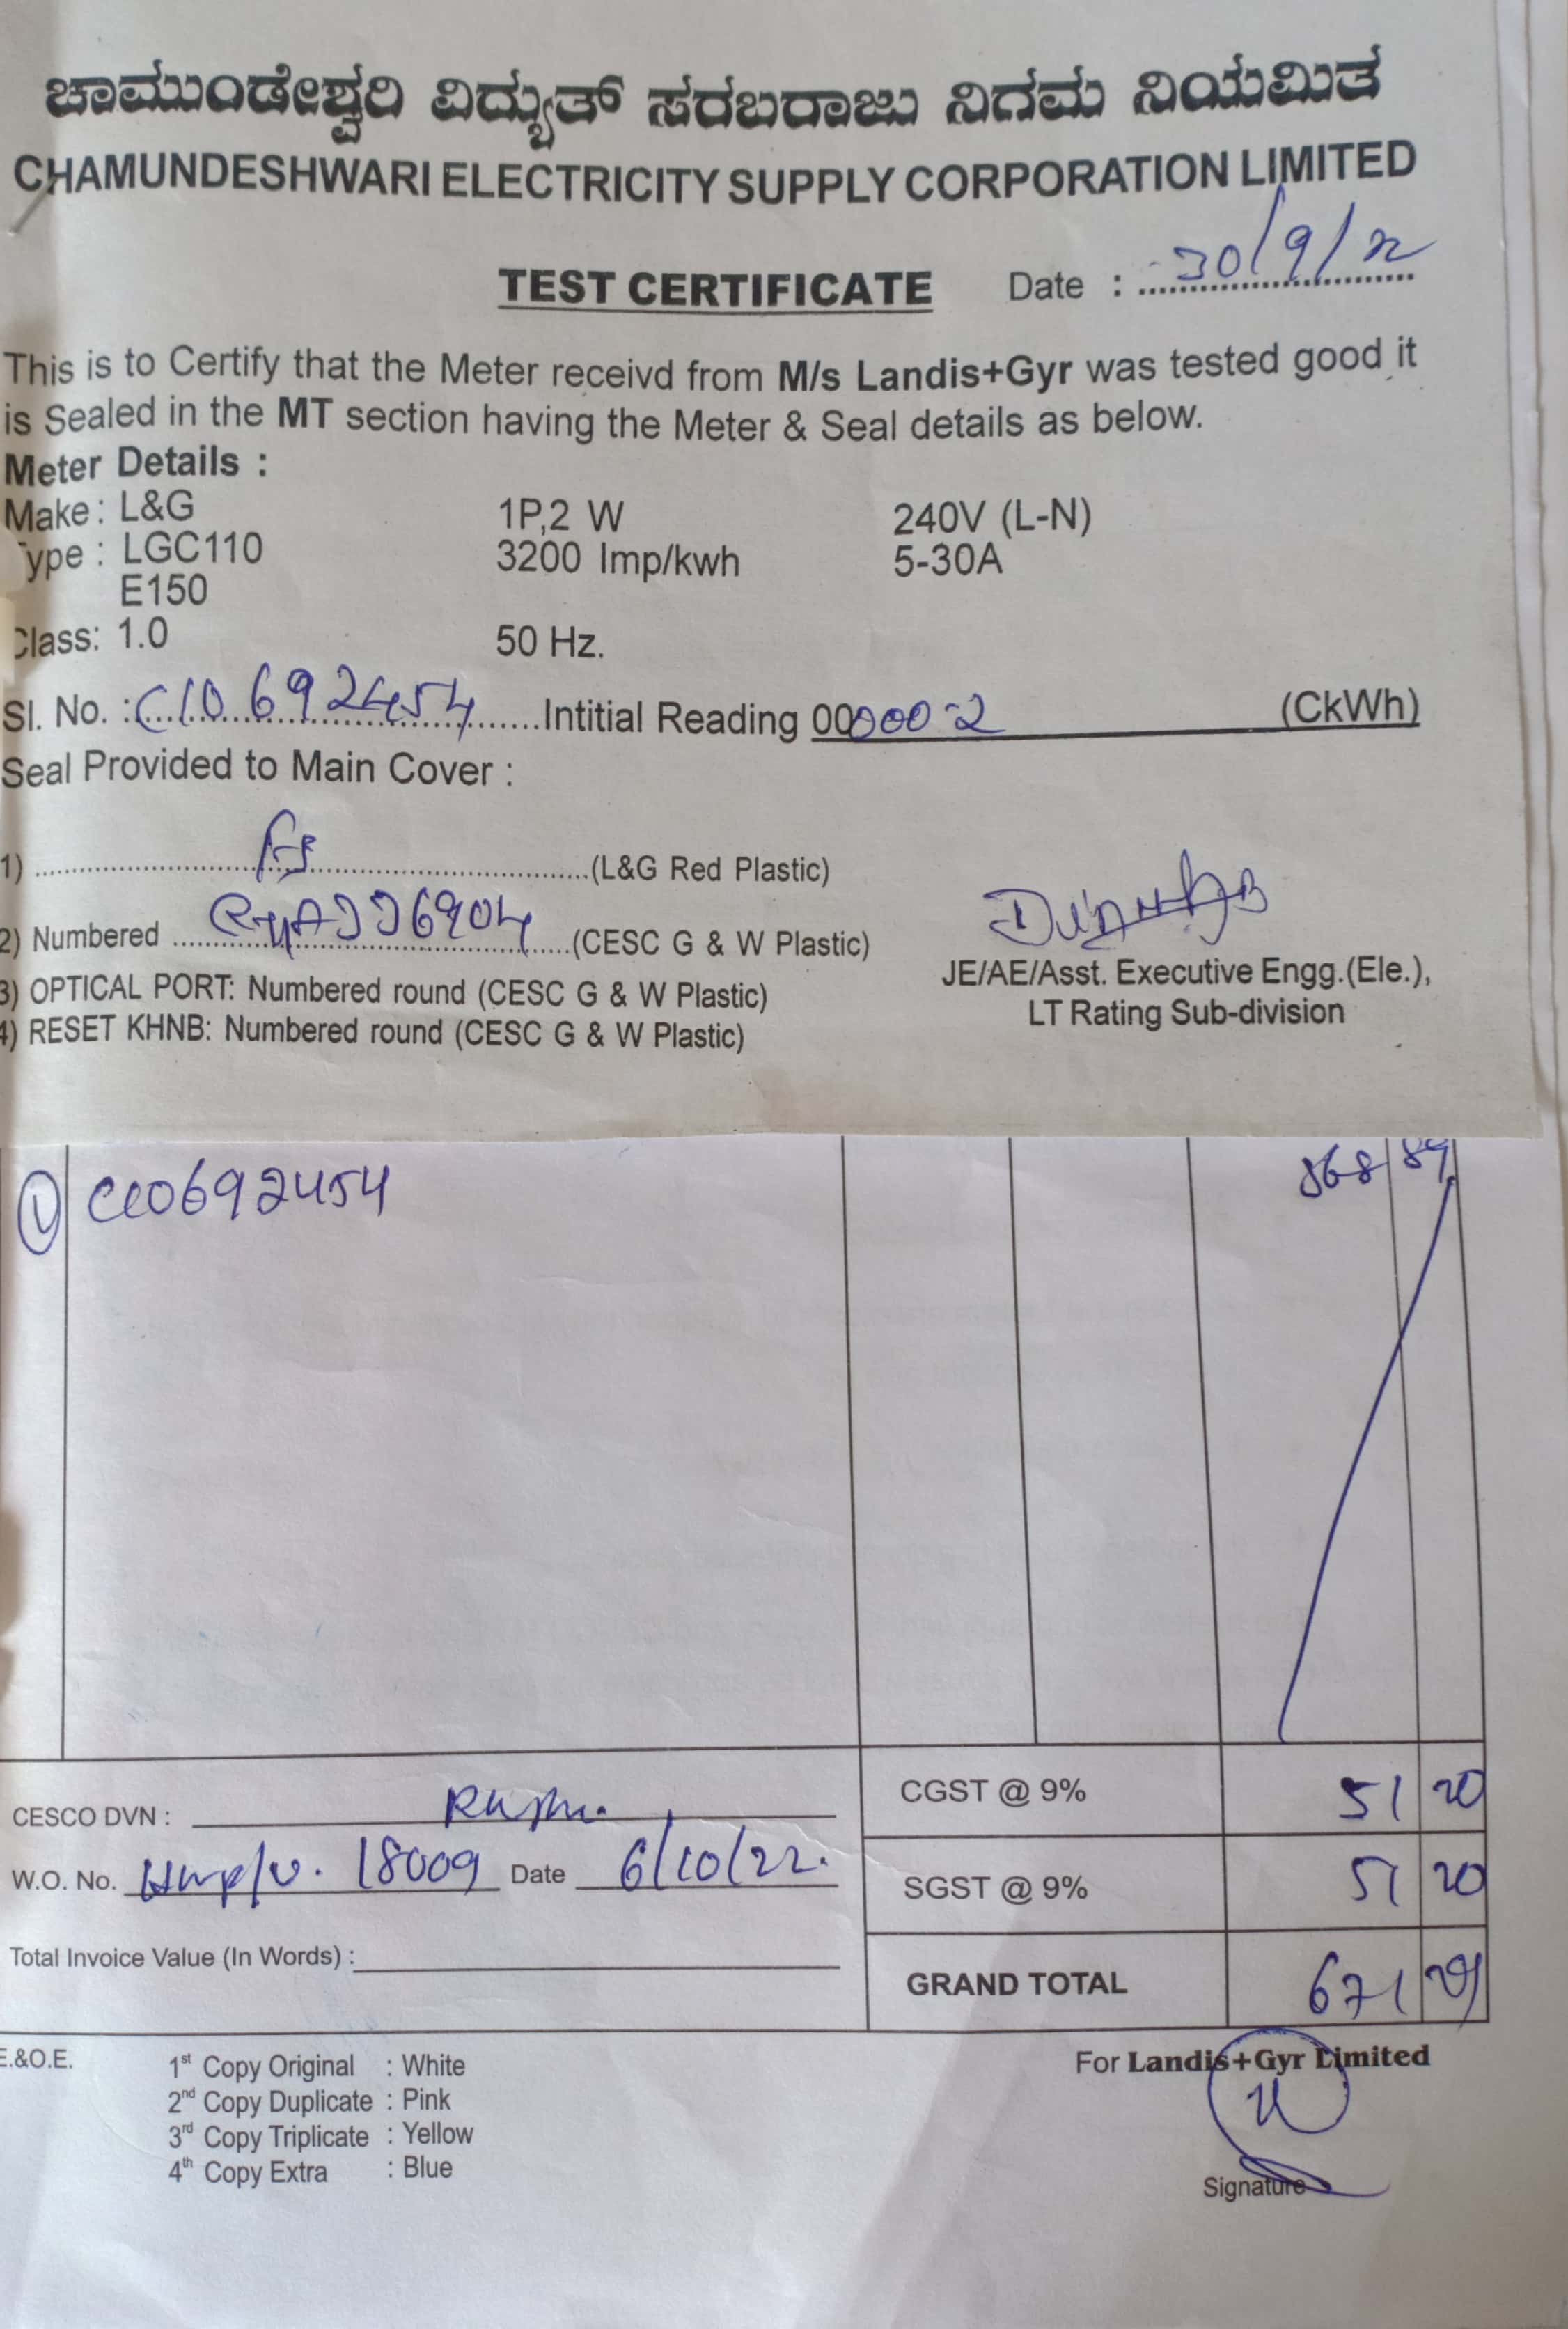 ಚಾಮುಂಡೇಶ್ವರಿ ವಿದ್ಯುತ್ ಸರಬರಾಜು ನಿಗಮ ನಿಯಮಿತ
CHAMUNDESHWARI ELECTRICITY SUPPLY CORPORATION LIMITED
TEST CERTIFICATE Date : 30/9/22
This is to Certify that the Meter receivd from M/s Landis+Gyr was tested good it
is Sealed in the MT section having the Meter & Seal details as below.
Meter Details :
Make : L&G 1P,2 W 240V (L-N)
Type : LGC110 3200 Imp/kwh 5-30A
E150
Class: 1.0 50 Hz.
Sl. No. : C10692454 Intitial Reading 00000-2 (CkWh)
Seal Provided to Main Cover :
1) (L&G Red Plastic)
2) Numbered (CESC G & W Plastic)
3) OPTICAL PORT: Numbered round (CESC G & W Plastic)
4) RESET KHNB: Numbered round (CESC G & W Plastic)
JE/AE/Asst. Executive Engg.(Ele.),
LT Rating Sub-division
1 C10692454 568 89
CESCO DVN : CGST @ 9% 51 20
W.O. No. 18009 Date 6/10/22. SGST @ 9% 51 20
Total Invoice Value (In Words) : GRAND TOTAL 671 29
E.&O.E.
1st Copy Original : White
2nd Copy Duplicate : Pink
3rd Copy Triplicate : Yellow
4th Copy Extra : Blue
For Landis+Gyr Limited
Signature